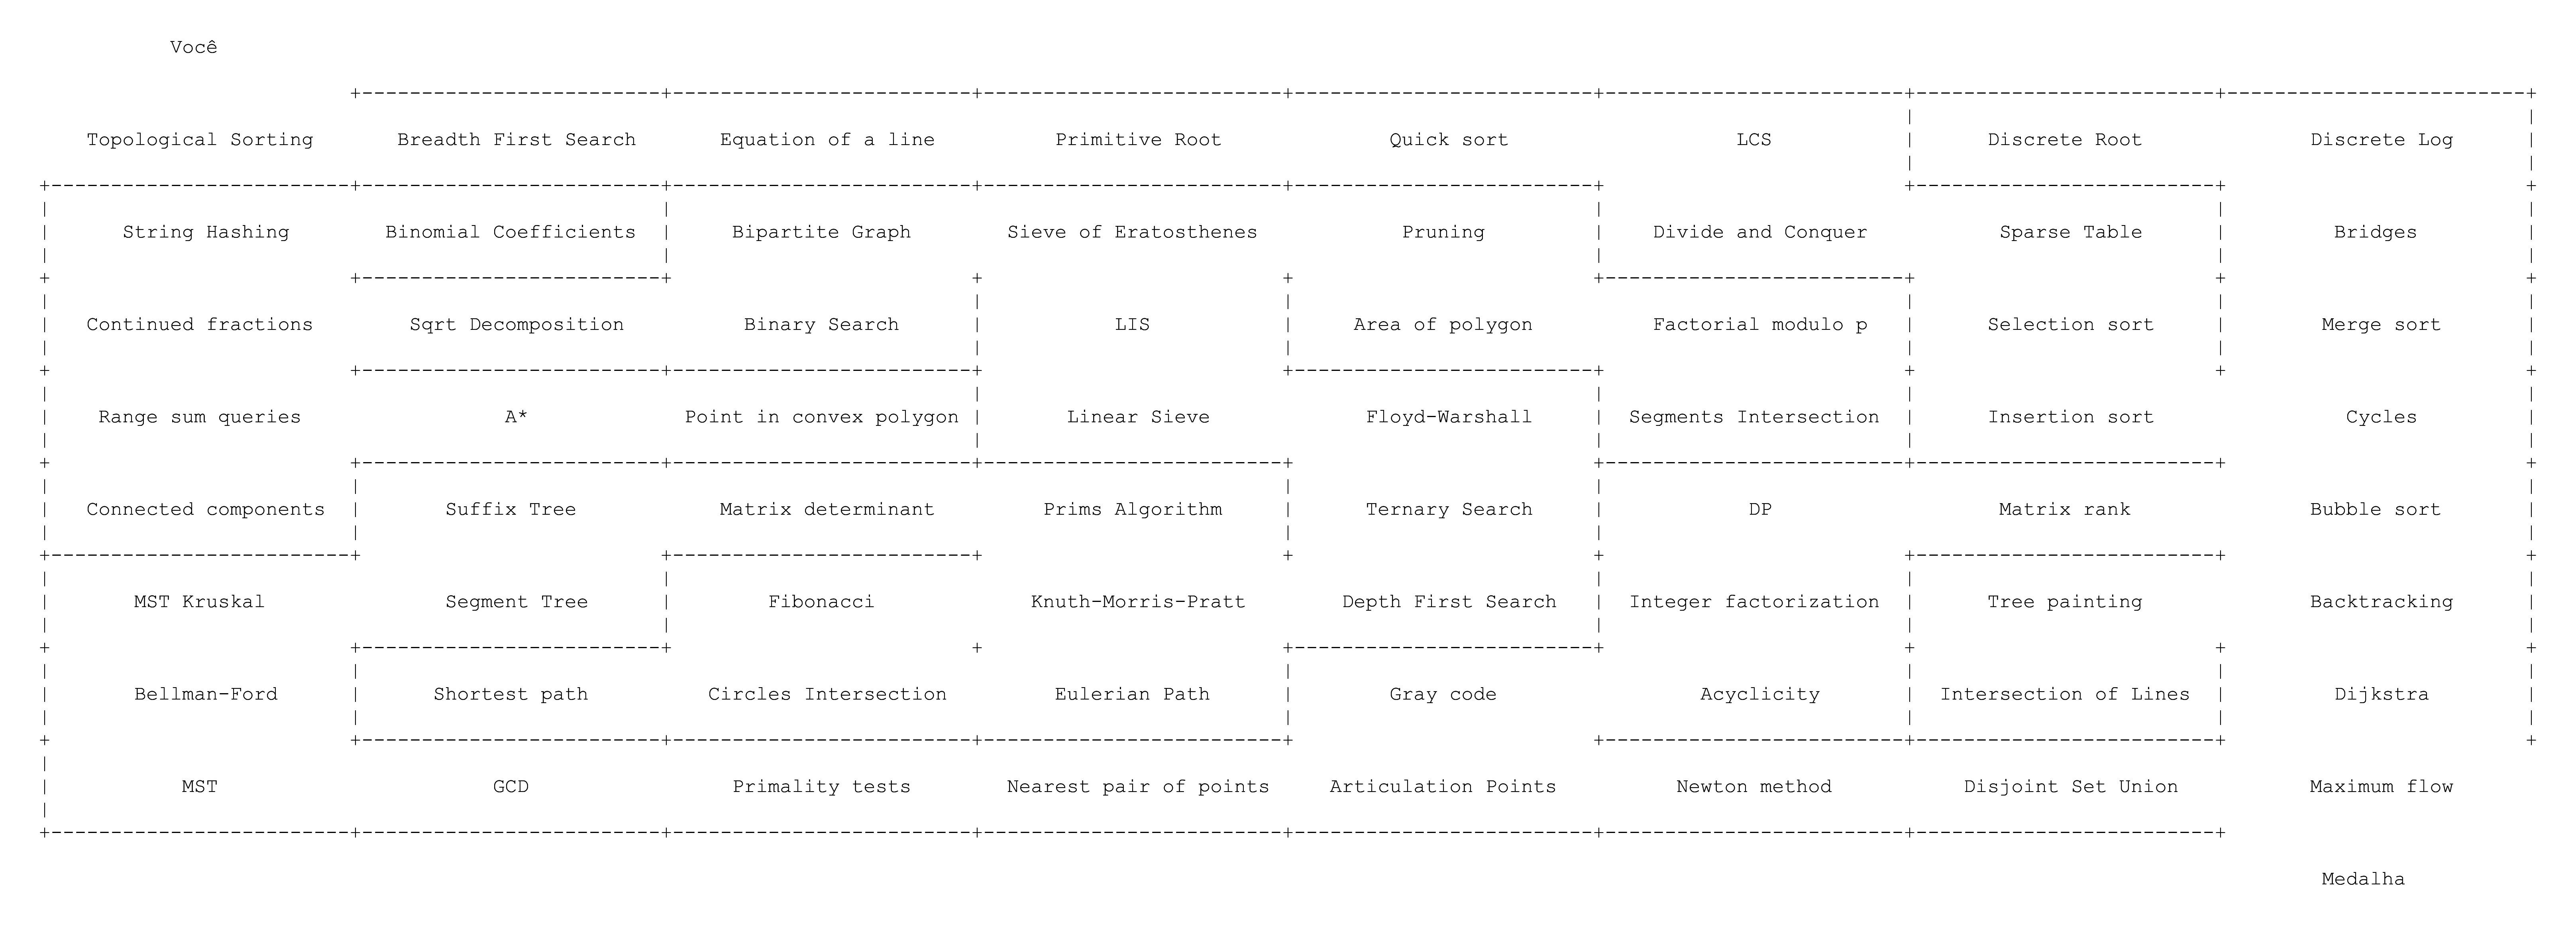 Você
Topological Sorting Breadth First Search Equation of a line Primitive Root Quick sort LCS Discrete Root Discrete Log
String Hashing Binomial Coefficients Bipartite Graph Sieve of Eratosthenes Pruning Divide and Conquer Sparse Table Bridges
Continued fractions Sqrt Decomposition Binary Search LIS Area of polygon Factorial modulo p Selection sort Merge sort
Range sum queries A* Point in convex polygon Linear Sieve Floyd-Warshall Segments Intersection Insertion sort Cycles
Connected components Suffix Tree Matrix determinant Prims Algorithm Ternary Search DP Matrix rank Bubble sort
MST Kruskal Segment Tree Fibonacci Knuth-Morris-Pratt Depth First Search Integer factorization Tree painting Backtracking
Bellman-Ford Shortest path Circles Intersection Eulerian Path Gray code Acyclicity Intersection of Lines Dijkstra
MST GCD Primality tests Nearest pair of points Articulation Points Newton method Disjoint Set Union Maximum flow
Medalha